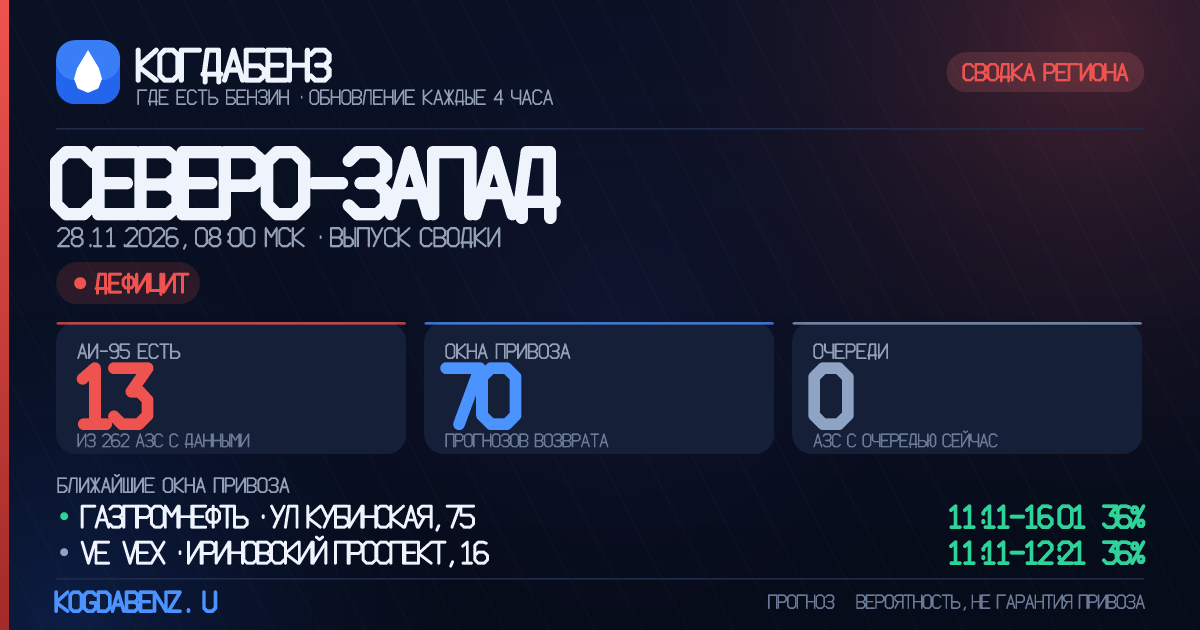 КОГДАБЕНЗ
ГДЕ ЕСТЬ БЕНЗИН · ОБНОВЛЕНИЕ КАЖДЫЕ 4 ЧАСА
СВОДКА РЕГИОНА
СЕВЕРО-ЗАПАД
28.11.2026, 08:00 МСК · ВЫПУСК СВОДКИ
• ДЕФИЦИТ
АИ-95 ЕСТЬ
13
ИЗ 262 АЗС С ДАННЫМИ
ОКНА ПРИВОЗА
70
ПРОГНОЗОВ ВОЗВРАТА
ОЧЕРЕДИ
0
АЗС С ОЧЕРЕДЬЮ СЕЙЧАС
БЛИЖАЙШИЕ ОКНА ПРИВОЗА
• ГАЗПРОМНЕФТЬ · УЛ КУБИНСКАЯ, 75 11:11-16:01 36%
• VE VEX · ИРИНОВСКИЙ ПРОСПЕКТ, 16 11:11-12:21 36%
KOGDABENZ. U
ПРОГНОЗ ВЕРОЯТНОСТЬ, НЕ ГАРАНТИЯ ПРИВОЗА